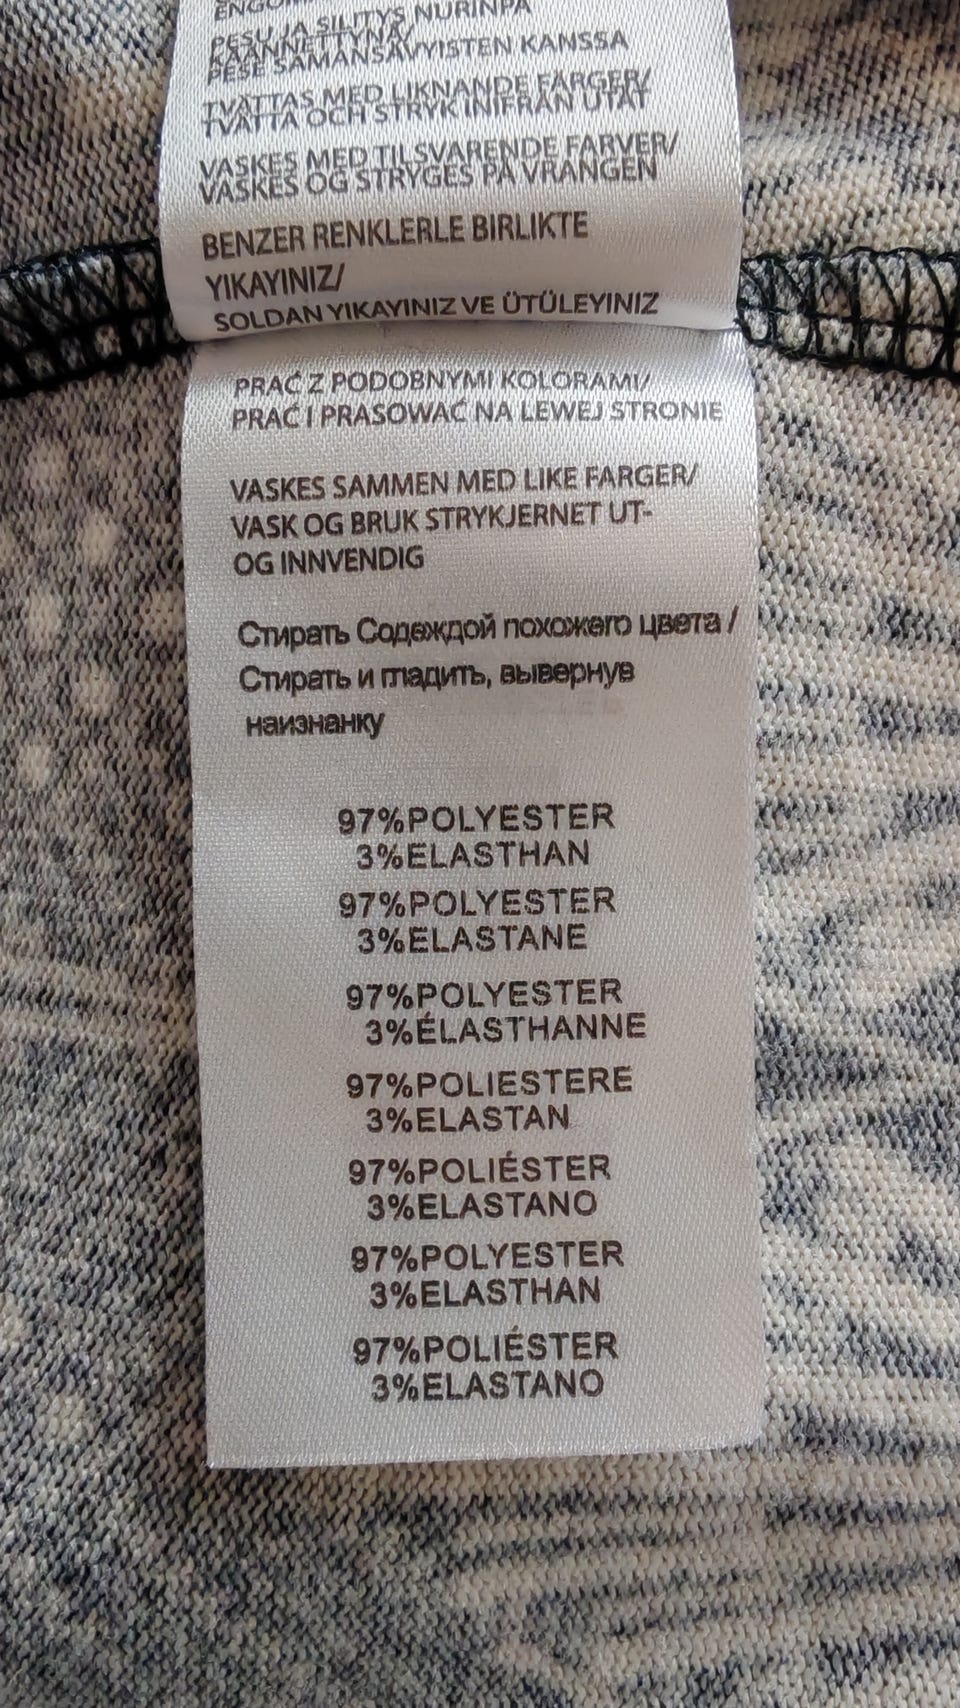 NURINPA
PESU JA SILITYS
KÄÄNNETTYNÄ/
PESE SAMANSÄVYISTEN KANSSA
TVÄTTAS MED LIKNANDE FÄRGER/
TVÄTTA OCH STRYK INIFRÅN UTÅT
VASKES MED TILSVARENDE FARVER/
VASKES OG STRYGES PÅ VRANGEN
BENZER RENKLERLE BIRLIKTE
YIKAYINIZ/
SOLDAN YIKAYINIZ VE ÜTÜLEYINIZ
PRAĆ Z PODOBNYMI KOLORAMI/
PRAĆ I PRASOWAĆ NA LEWEJ STRONIE
VASKES SAMMEN MED LIKE FARGER/
VASK OG BRUK STRYKJERNET UT-
OG INNVENDIG
Стирать Содеждой похожего цвета /
Стирать и гладить, вывернув
наизнанку
97%POLYESTER
3%ELASTHAN
97%POLYESTER
3%ELASTANE
97%POLYESTER
3%ÉLASTHANNE
97%POLIESTERE
3%ELASTAN
97%POLIÉSTER
3%ELASTANO
97%POLYESTER
3%ELASTHAN
97%POLIÉSTER
3%ELASTANO